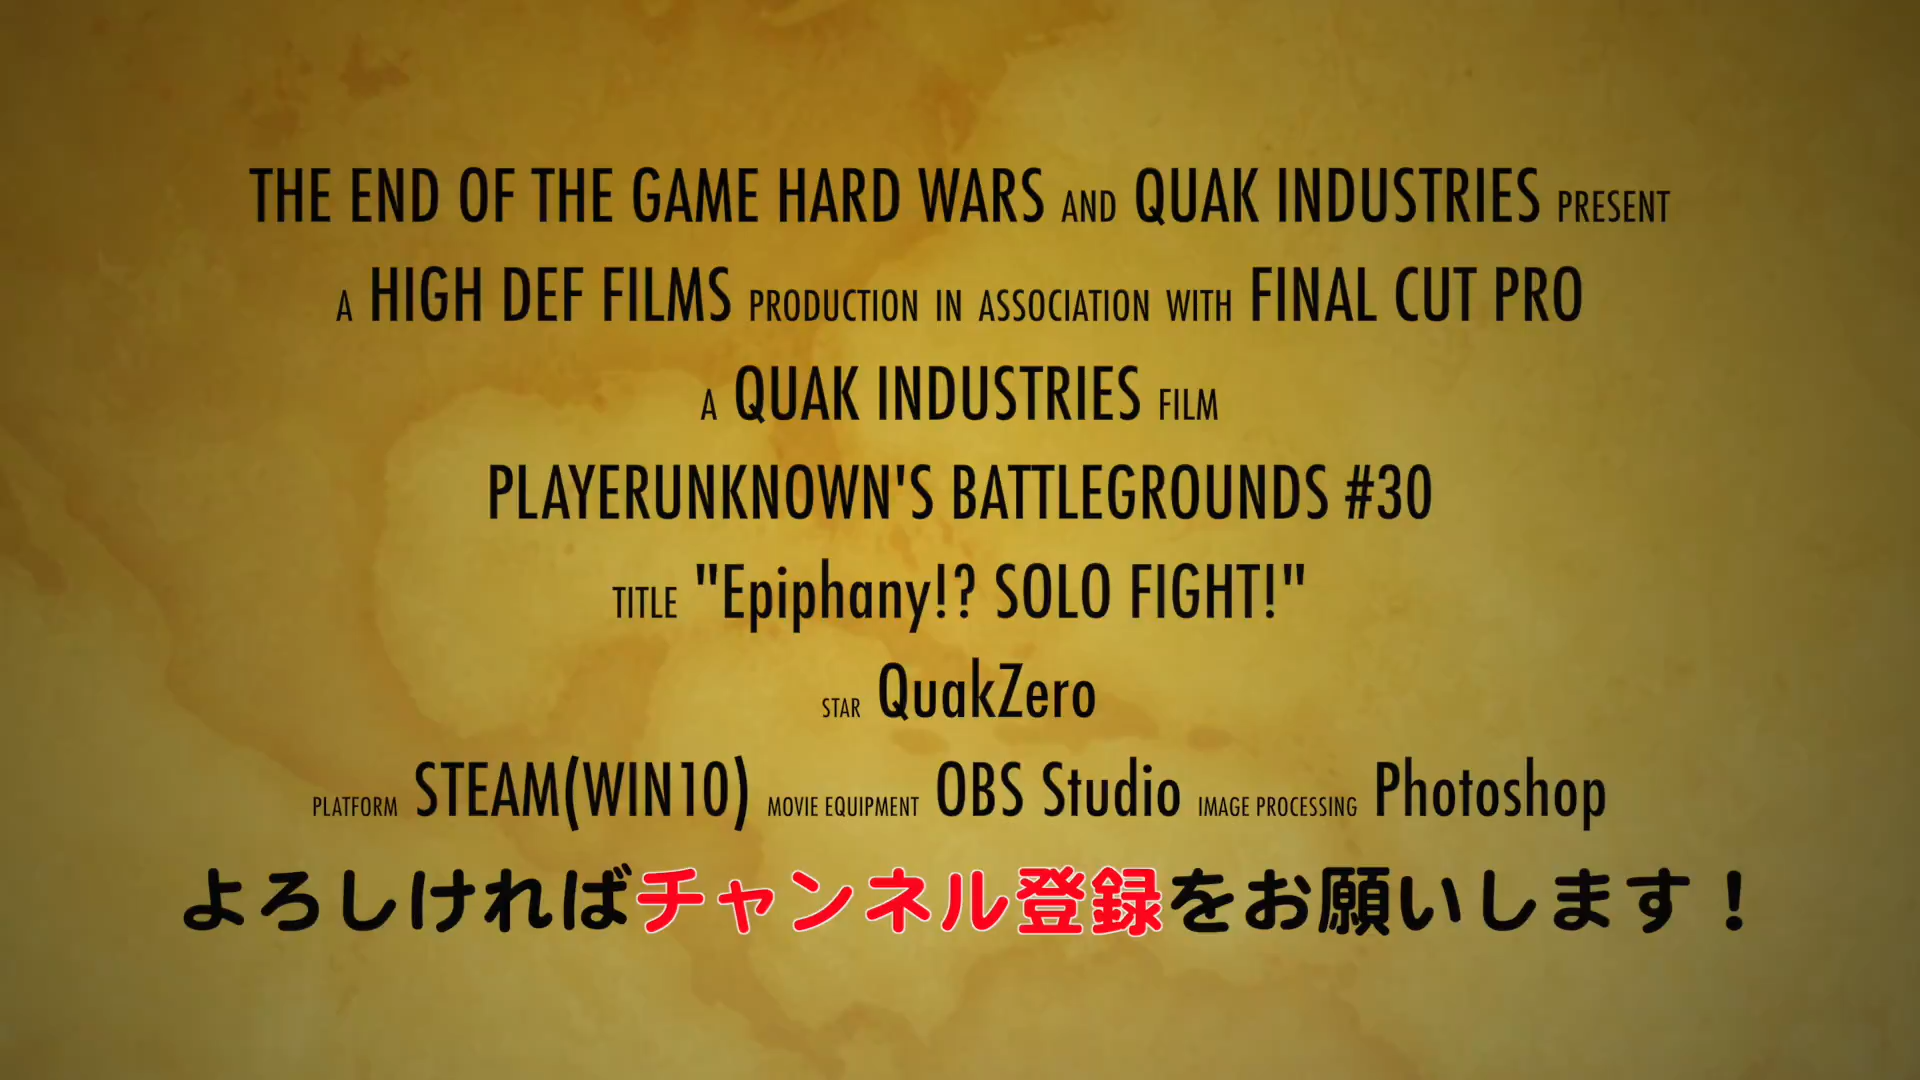 THE END OF THE GAME HARD WARS AND QUAK INDUSTRIES PRESENT
A HIGH DEF FILMS PRODUCTION IN ASSOCIATION WITH FINAL CUT PRO
A QUAK INDUSTRIES FILM
PLAYERUNKNOWN'S BATTLEGROUNDS #30
TITLE "Epiphany!? SOLO FIGHT!"
STAR QuakZero
PLATFORM STEAM(WIN10) MOVIE EQUIPMENT OBS Studio IMAGE PROCESSING Photoshop
よろしければチャンネル登録をお願いします！